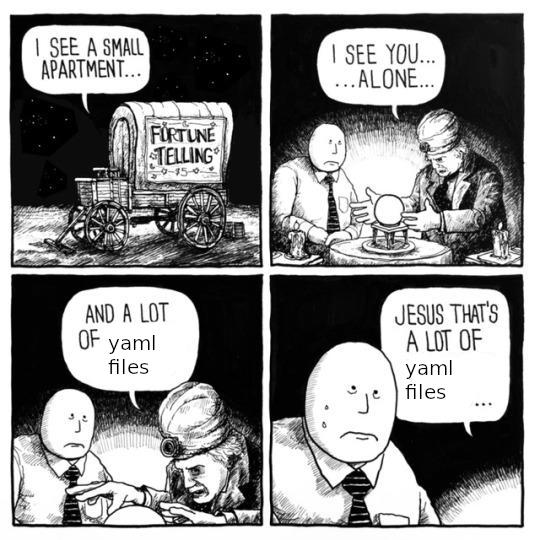 I SEE A SMALL
APARTMENT...
FORTUNE
TELLING
$5
I SEE YOU...
...ALONE...
AND A LOT
OF yaml
files
JESUS THAT'S
A LOT OF
yaml
files
...